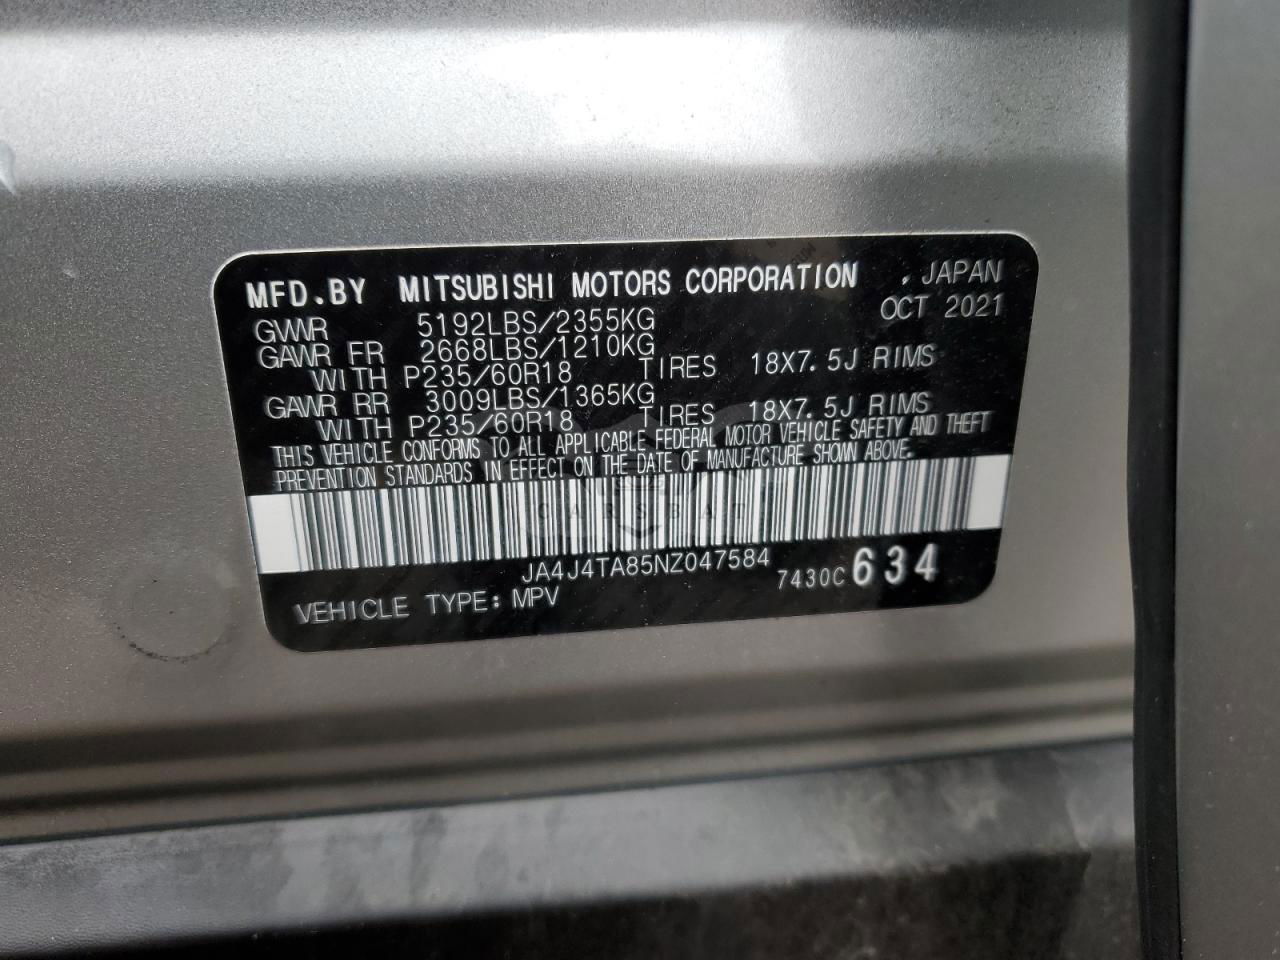 MFD.BY MITSUBISHI MOTORS CORPORATION . JAPAN
OCT 2021
GVWR 5192LBS/2355KG
GAWR FR 2668LBS/1210KG
WITH P235/60R18 TIRES 18X7.5J RIMS
GAWR RR 3009LBS/1365KG
WITH P235/60R18 TIRES 18X7.5J RIMS
THIS VEHICLE CONFORMS TO ALL APPLICABLE FEDERAL MOTOR VEHICLE SAFETY AND THEFT
PREVENTION STANDARDS IN EFFECT ON THE DATE OF MANUFACTURE SHOWN ABOVE.
CARSBAT
JA4J4TA85NZ047584
7430C 634
VEHICLE TYPE: MPV